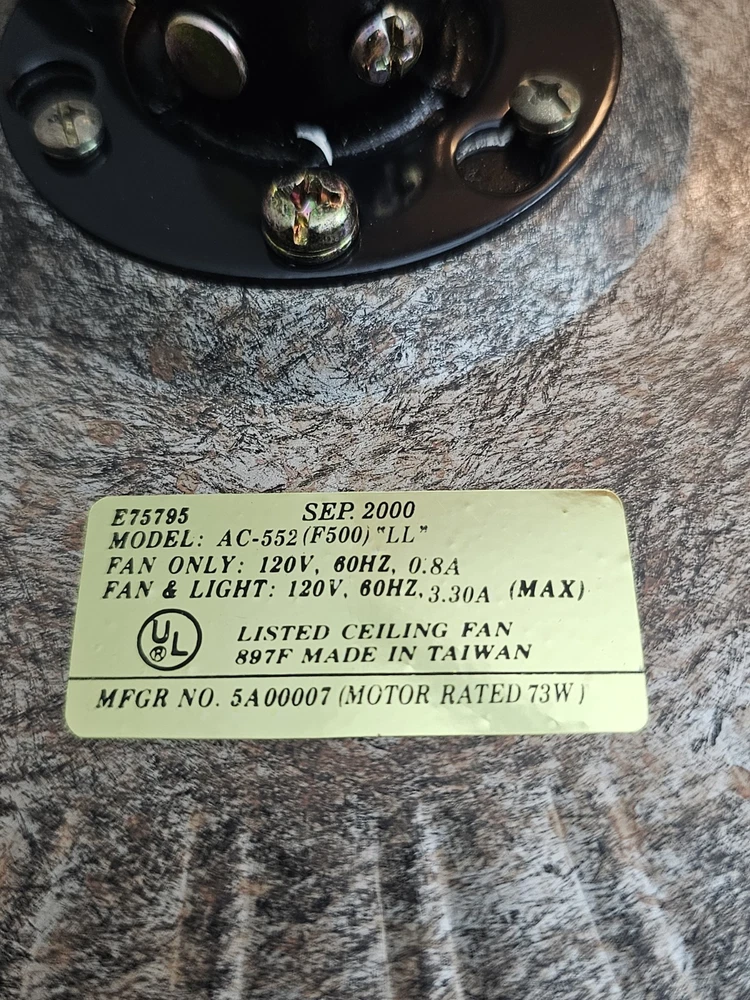 E75795 SEP. 2000
MODEL: AC-552 (F500) "LL"
FAN ONLY: 120V, 60HZ, 0.8A
FAN & LIGHT: 120V, 60HZ, 3.30A (MAX)
UL ® LISTED CEILING FAN
897F MADE IN TAIWAN
MFGR NO. 5A00007 (MOTOR RATED 73W)